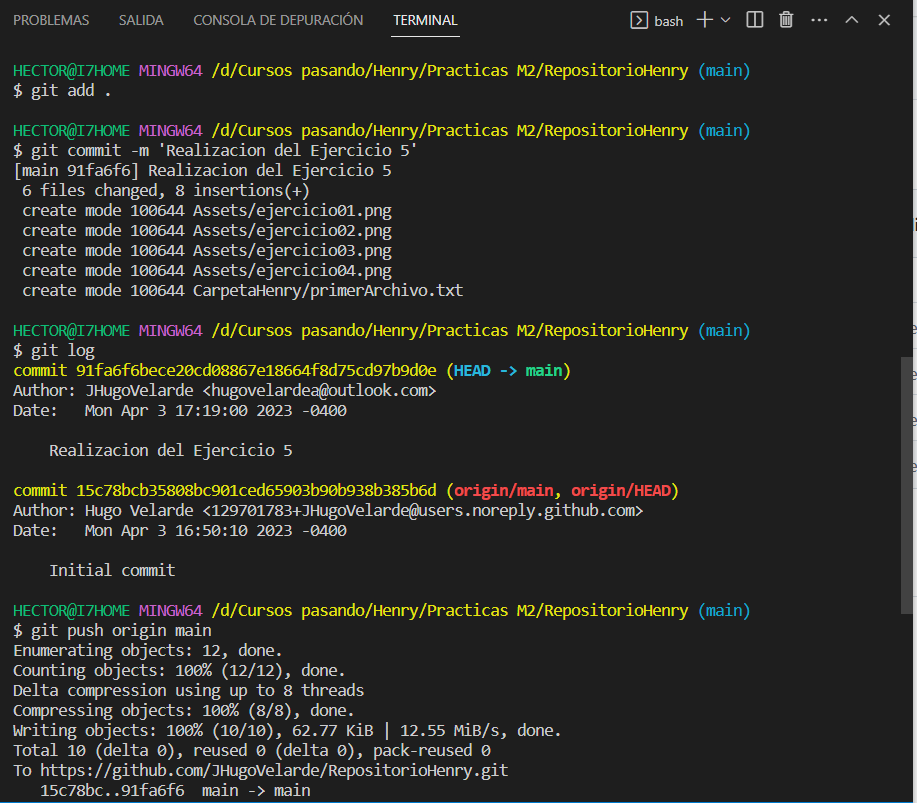 PROBLEMAS SALIDA CONSOLA DE DEPURACIÓN TERMINAL bash
HECTOR@I7HOME MINGW64 /d/Cursos pasando/Henry/Practicas M2/RepositorioHenry (main)
$ git add .
HECTOR@I7HOME MINGW64 /d/Cursos pasando/Henry/Practicas M2/RepositorioHenry (main)
$ git commit -m 'Realizacion del Ejercicio 5'
[main 91fa6f6] Realizacion del Ejercicio 5
 6 files changed, 8 insertions(+)
 create mode 100644 Assets/ejercicio01.png
 create mode 100644 Assets/ejercicio02.png
 create mode 100644 Assets/ejercicio03.png
 create mode 100644 Assets/ejercicio04.png
 create mode 100644 CarpetaHenry/primerArchivo.txt
HECTOR@I7HOME MINGW64 /d/Cursos pasando/Henry/Practicas M2/RepositorioHenry (main)
$ git log
commit 91fa6f6bece20cd08867e18664f8d75cd97b9d0e (HEAD -> main)
Author: JHugoVelarde <hugovelardea@outlook.com>
Date:   Mon Apr 3 17:19:00 2023 -0400
    Realizacion del Ejercicio 5
commit 15c78bcb35808bc901ced65903b90b938b385b6d (origin/main, origin/HEAD)
Author: Hugo Velarde <129701783+JHugoVelarde@users.noreply.github.com>
Date:   Mon Apr 3 16:50:10 2023 -0400
    Initial commit
HECTOR@I7HOME MINGW64 /d/Cursos pasando/Henry/Practicas M2/RepositorioHenry (main)
$ git push origin main
Enumerating objects: 12, done.
Counting objects: 100% (12/12), done.
Delta compression using up to 8 threads
Compressing objects: 100% (8/8), done.
Writing objects: 100% (10/10), 62.77 KiB | 12.55 MiB/s, done.
Total 10 (delta 0), reused 0 (delta 0), pack-reused 0
To https://github.com/JHugoVelarde/RepositorioHenry.git
   15c78bc..91fa6f6  main -> main